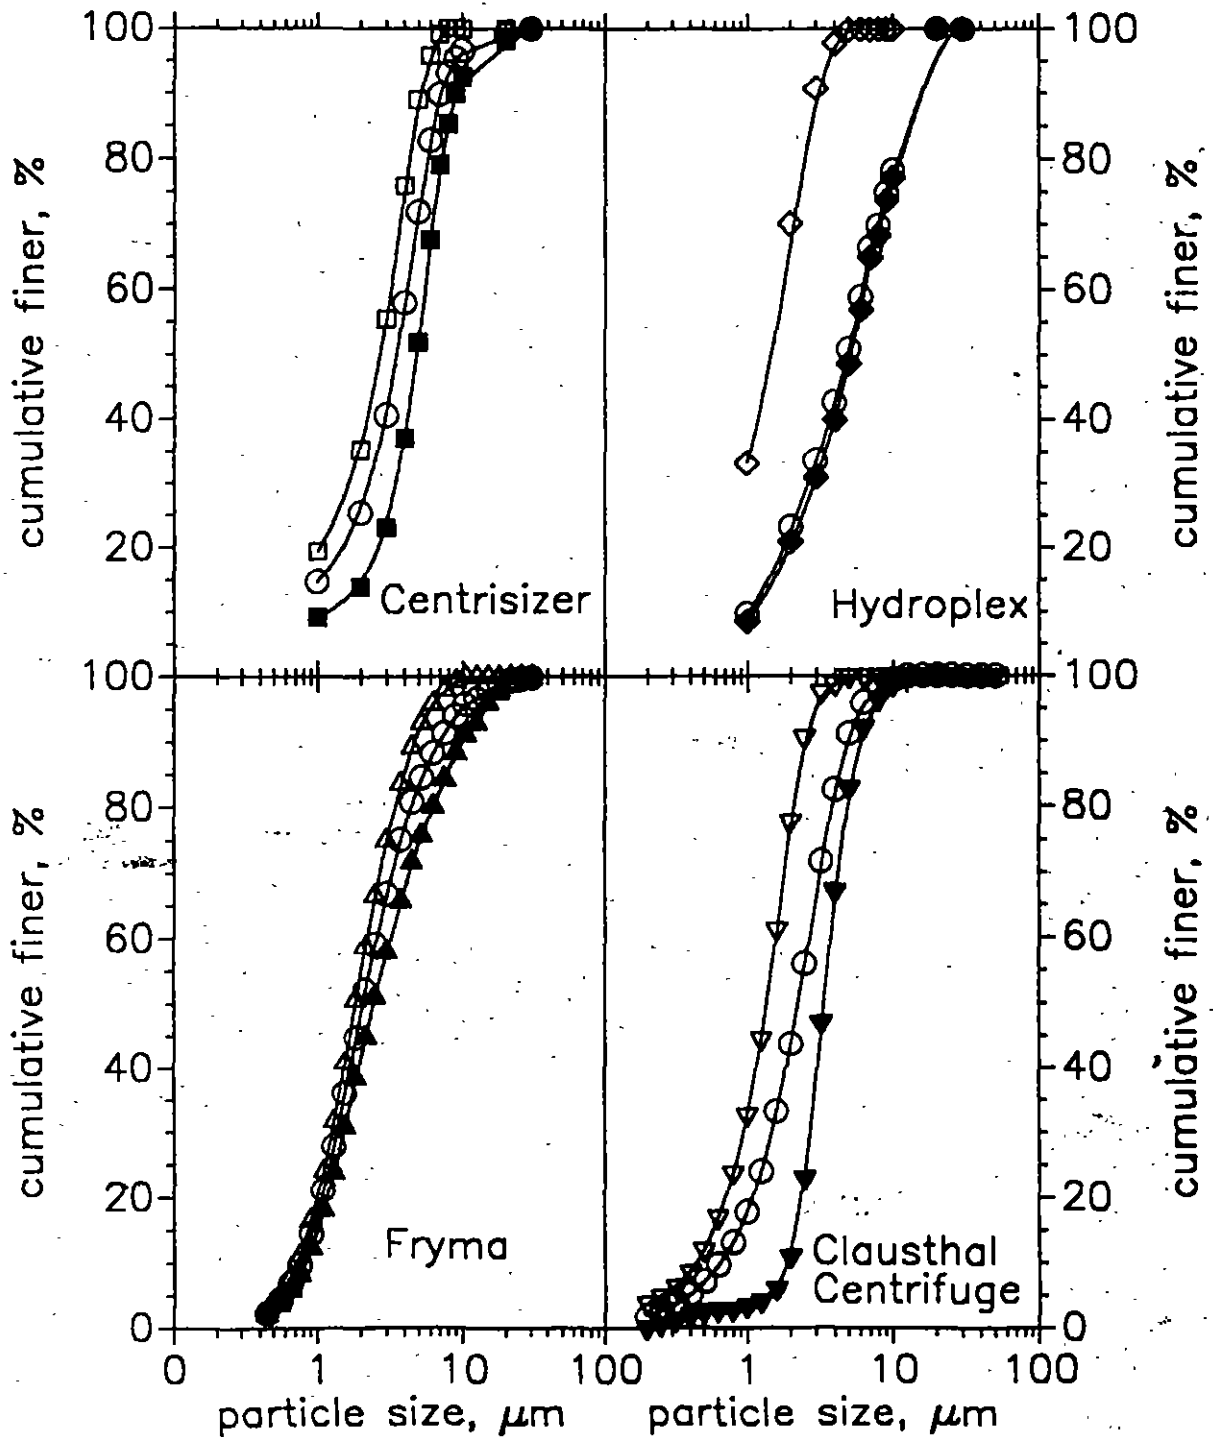 100
80
60
40
20
cumulative finer, %
Centrisizer
100
80
60
40
20
cumulative finer, %
Hydroplex
100
80
60
40
20
0
cumulative finer, %
Fryma
0 1 10 100
particle size, μm
100
80
60
40
20
0
cumulative finer, %
Clausthal
Centrifuge
1 10 100
particle size, μm